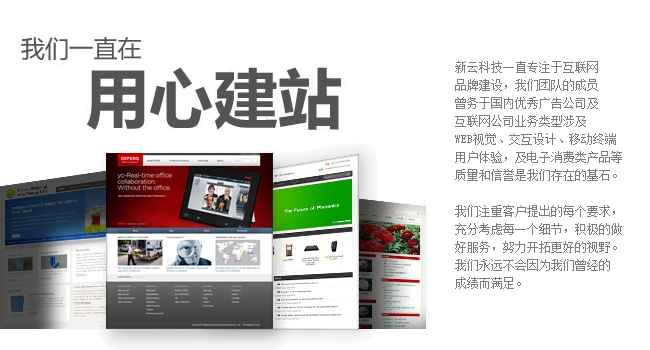 我们一直在
用心建站
新云科技一直专注于互联网
品牌建设，我们团队的成员
曾务于国内优秀广告公司及
互联网公司业务类型涉及
WEB视觉、交互设计、移动终端
用户体验，及电子消费类产品等
质量和信誉是我们存在的基石。
我们注重客户提出的每个要求，
充分考虑每一个细节，积极的做
好服务，努力开拓更好的视野。
我们永远不会因为我们曾经的
成绩而满足。
DEFENG
yc-Real-time office
collaboration.
Without the office.
The Future of Photonics